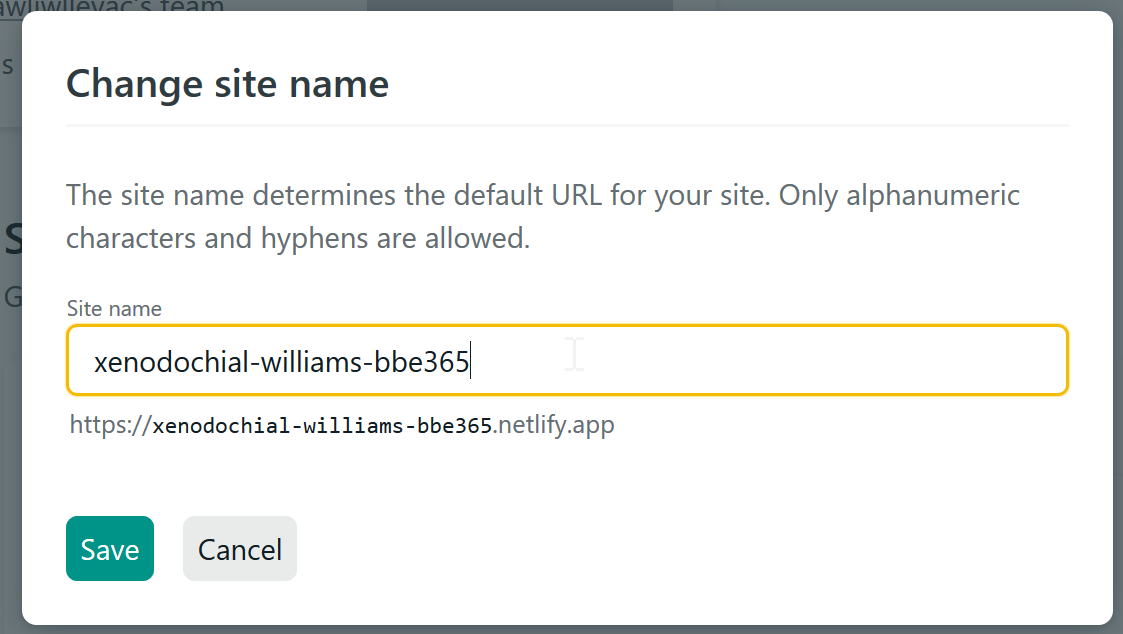 team
Change site name
The site name determines the default URL for your site. Only alphanumeric
characters and hyphens are allowed.
Site name
xenodochial-williams-bbe365
https://xenodochial-williams-bbe365.netlify.app
Save Cancel